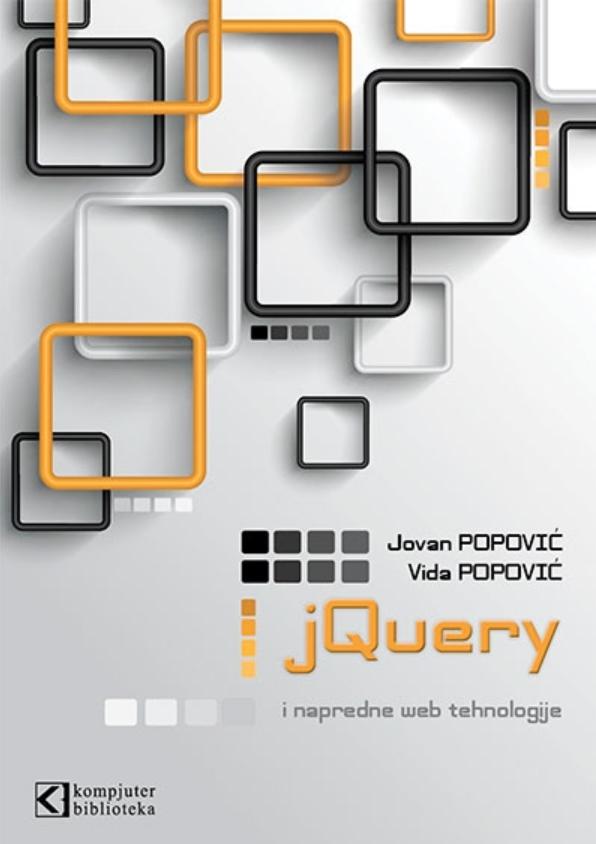 Jovan POPOVIĆ
Vida POPOVIĆ
jQuery
i napredne web tehnologije
kompjuter
biblioteka